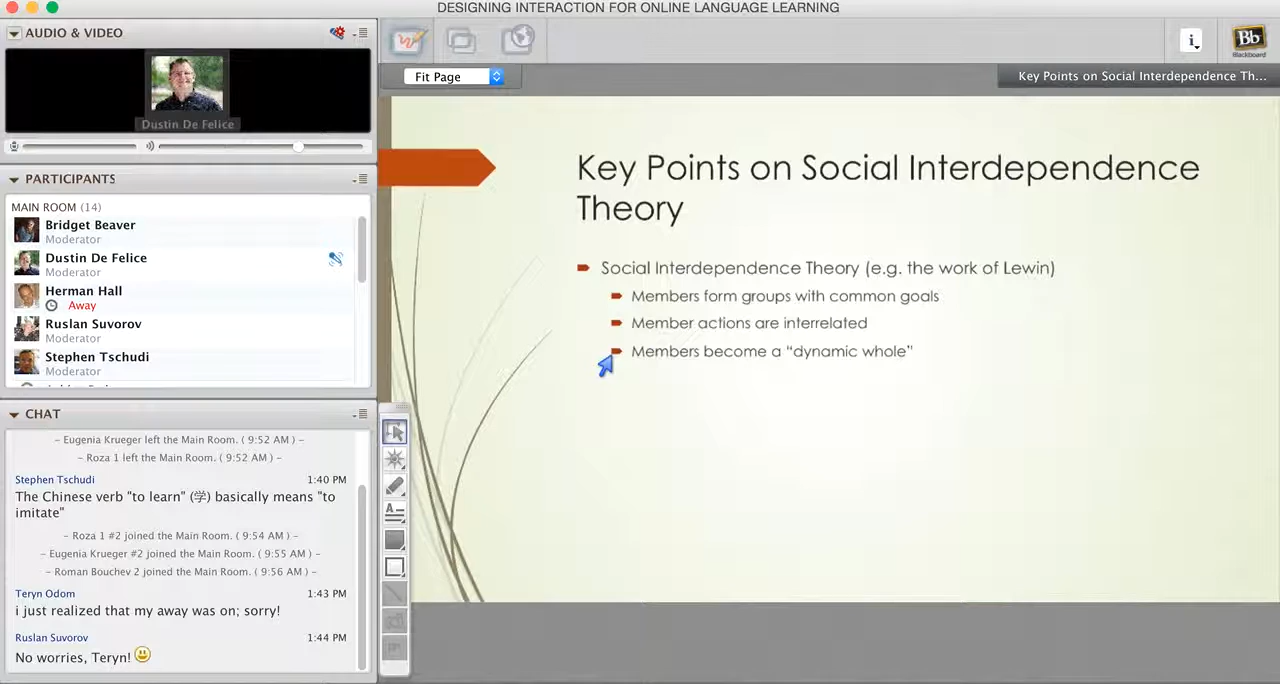 DESIGNING INTERACTION FOR ONLINE LANGUAGE LEARNING
AUDIO & VIDEO
Dustin De Felice
PARTICIPANTS
MAIN ROOM (14)
Bridget Beaver
Moderator
Dustin De Felice
Moderator
Herman Hall
Away
Ruslan Suvorov
Moderator
Stephen Tschudi
Moderator
CHAT
– Eugenia Krueger left the Main Room. ( 9:52 AM ) –
– Roza 1 left the Main Room. ( 9:52 AM ) –
Stephen Tschudi 1:40 PM
The Chinese verb "to learn" (学) basically means "to
imitate"
– Roza 1 #2 joined the Main Room. ( 9:54 AM ) –
– Eugenia Krueger #2 joined the Main Room. ( 9:55 AM ) –
– Roman Bouchev 2 joined the Main Room. ( 9:56 AM ) –
Teryn Odom 1:43 PM
i just realized that my away was on; sorry!
Ruslan Suvorov 1:44 PM
No worries, Teryn!
Fit Page
i
Bb
Blackboard
Key Points on Social Interdependence Th...
Key Points on Social Interdependence
Theory
Social Interdependence Theory (e.g. the work of Lewin)
Members form groups with common goals
Member actions are interrelated
Members become a “dynamic whole”